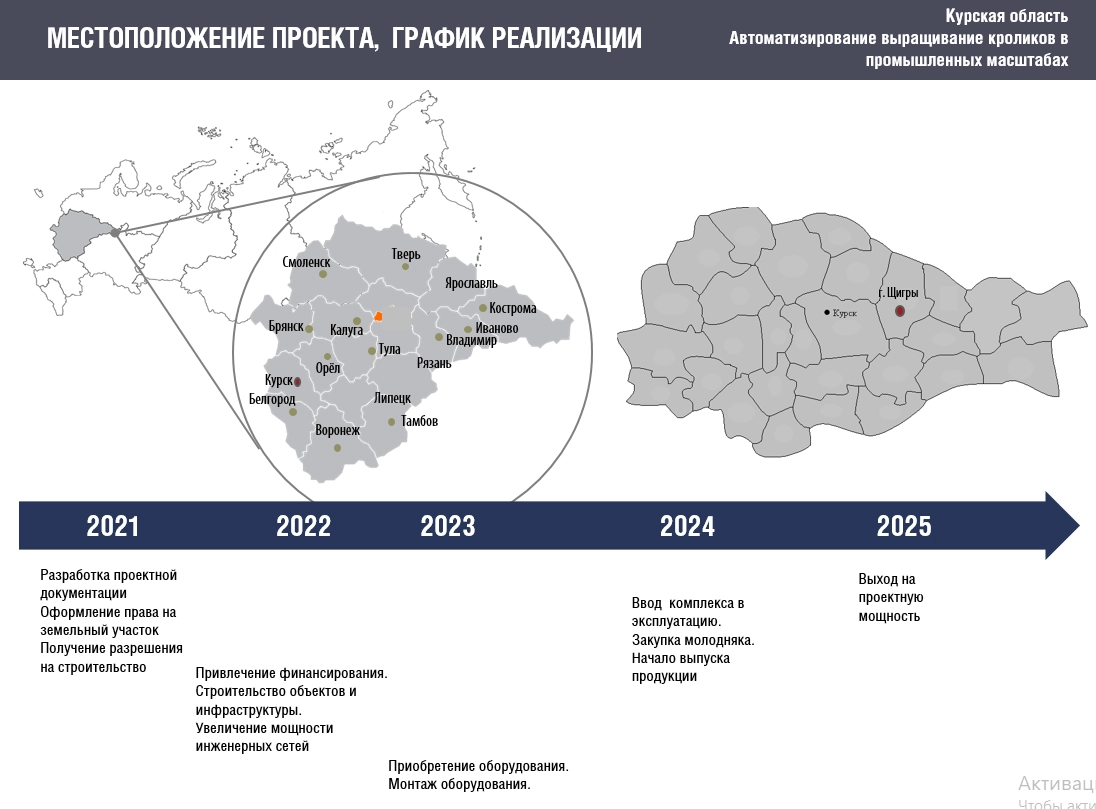 МЕСТОПОЛОЖЕНИЕ ПРОЕКТА, ГРАФИК РЕАЛИЗАЦИИ
Курская область
Автоматизирование выращивание кроликов в
промышленных масштабах
Смоленск
Тверь
Ярославль
Кострома
Брянск
Калуга
Иваново
Владимир
Тула
Рязань
Орёл
Курск
Белгород
Липецк
Тамбов
Воронеж
г. Щигры
Курск
2021
2022
2023
2024
2025
Разработка проектной
документации
Оформление права на
земельный участок
Получение разрешения
на строительство
Привлечение финансирования.
Строительство объектов и
инфраструктуры.
Увеличение мощности
инженерных сетей
Приобретение оборудования.
Монтаж оборудования.
Ввод комплекса в
эксплуатацию.
Закупка молодняка.
Начало выпуска
продукции
Выход на
проектную
мощность
Активац
Чтобы акти